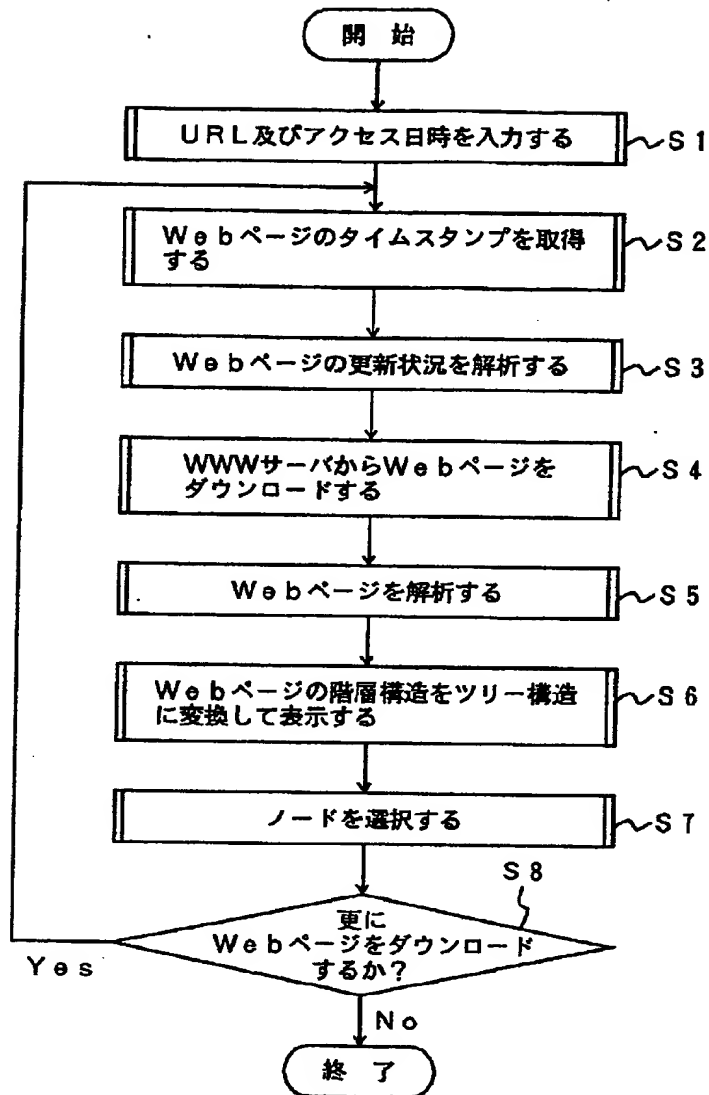 開 始
URL及びアクセス日時を入力する
S1
Webページのタイムスタンプを取得
する
S2
Webページの更新状況を解析する
S3
WWWサーバからWebページを
ダウンロードする
S4
Webページを解析する
S5
Webページの階層構造をツリー構造
に変換して表示する
S6
ノードを選択する
S7
S8
更に
Webページをダウンロード
するか?
Yes
No
終 了